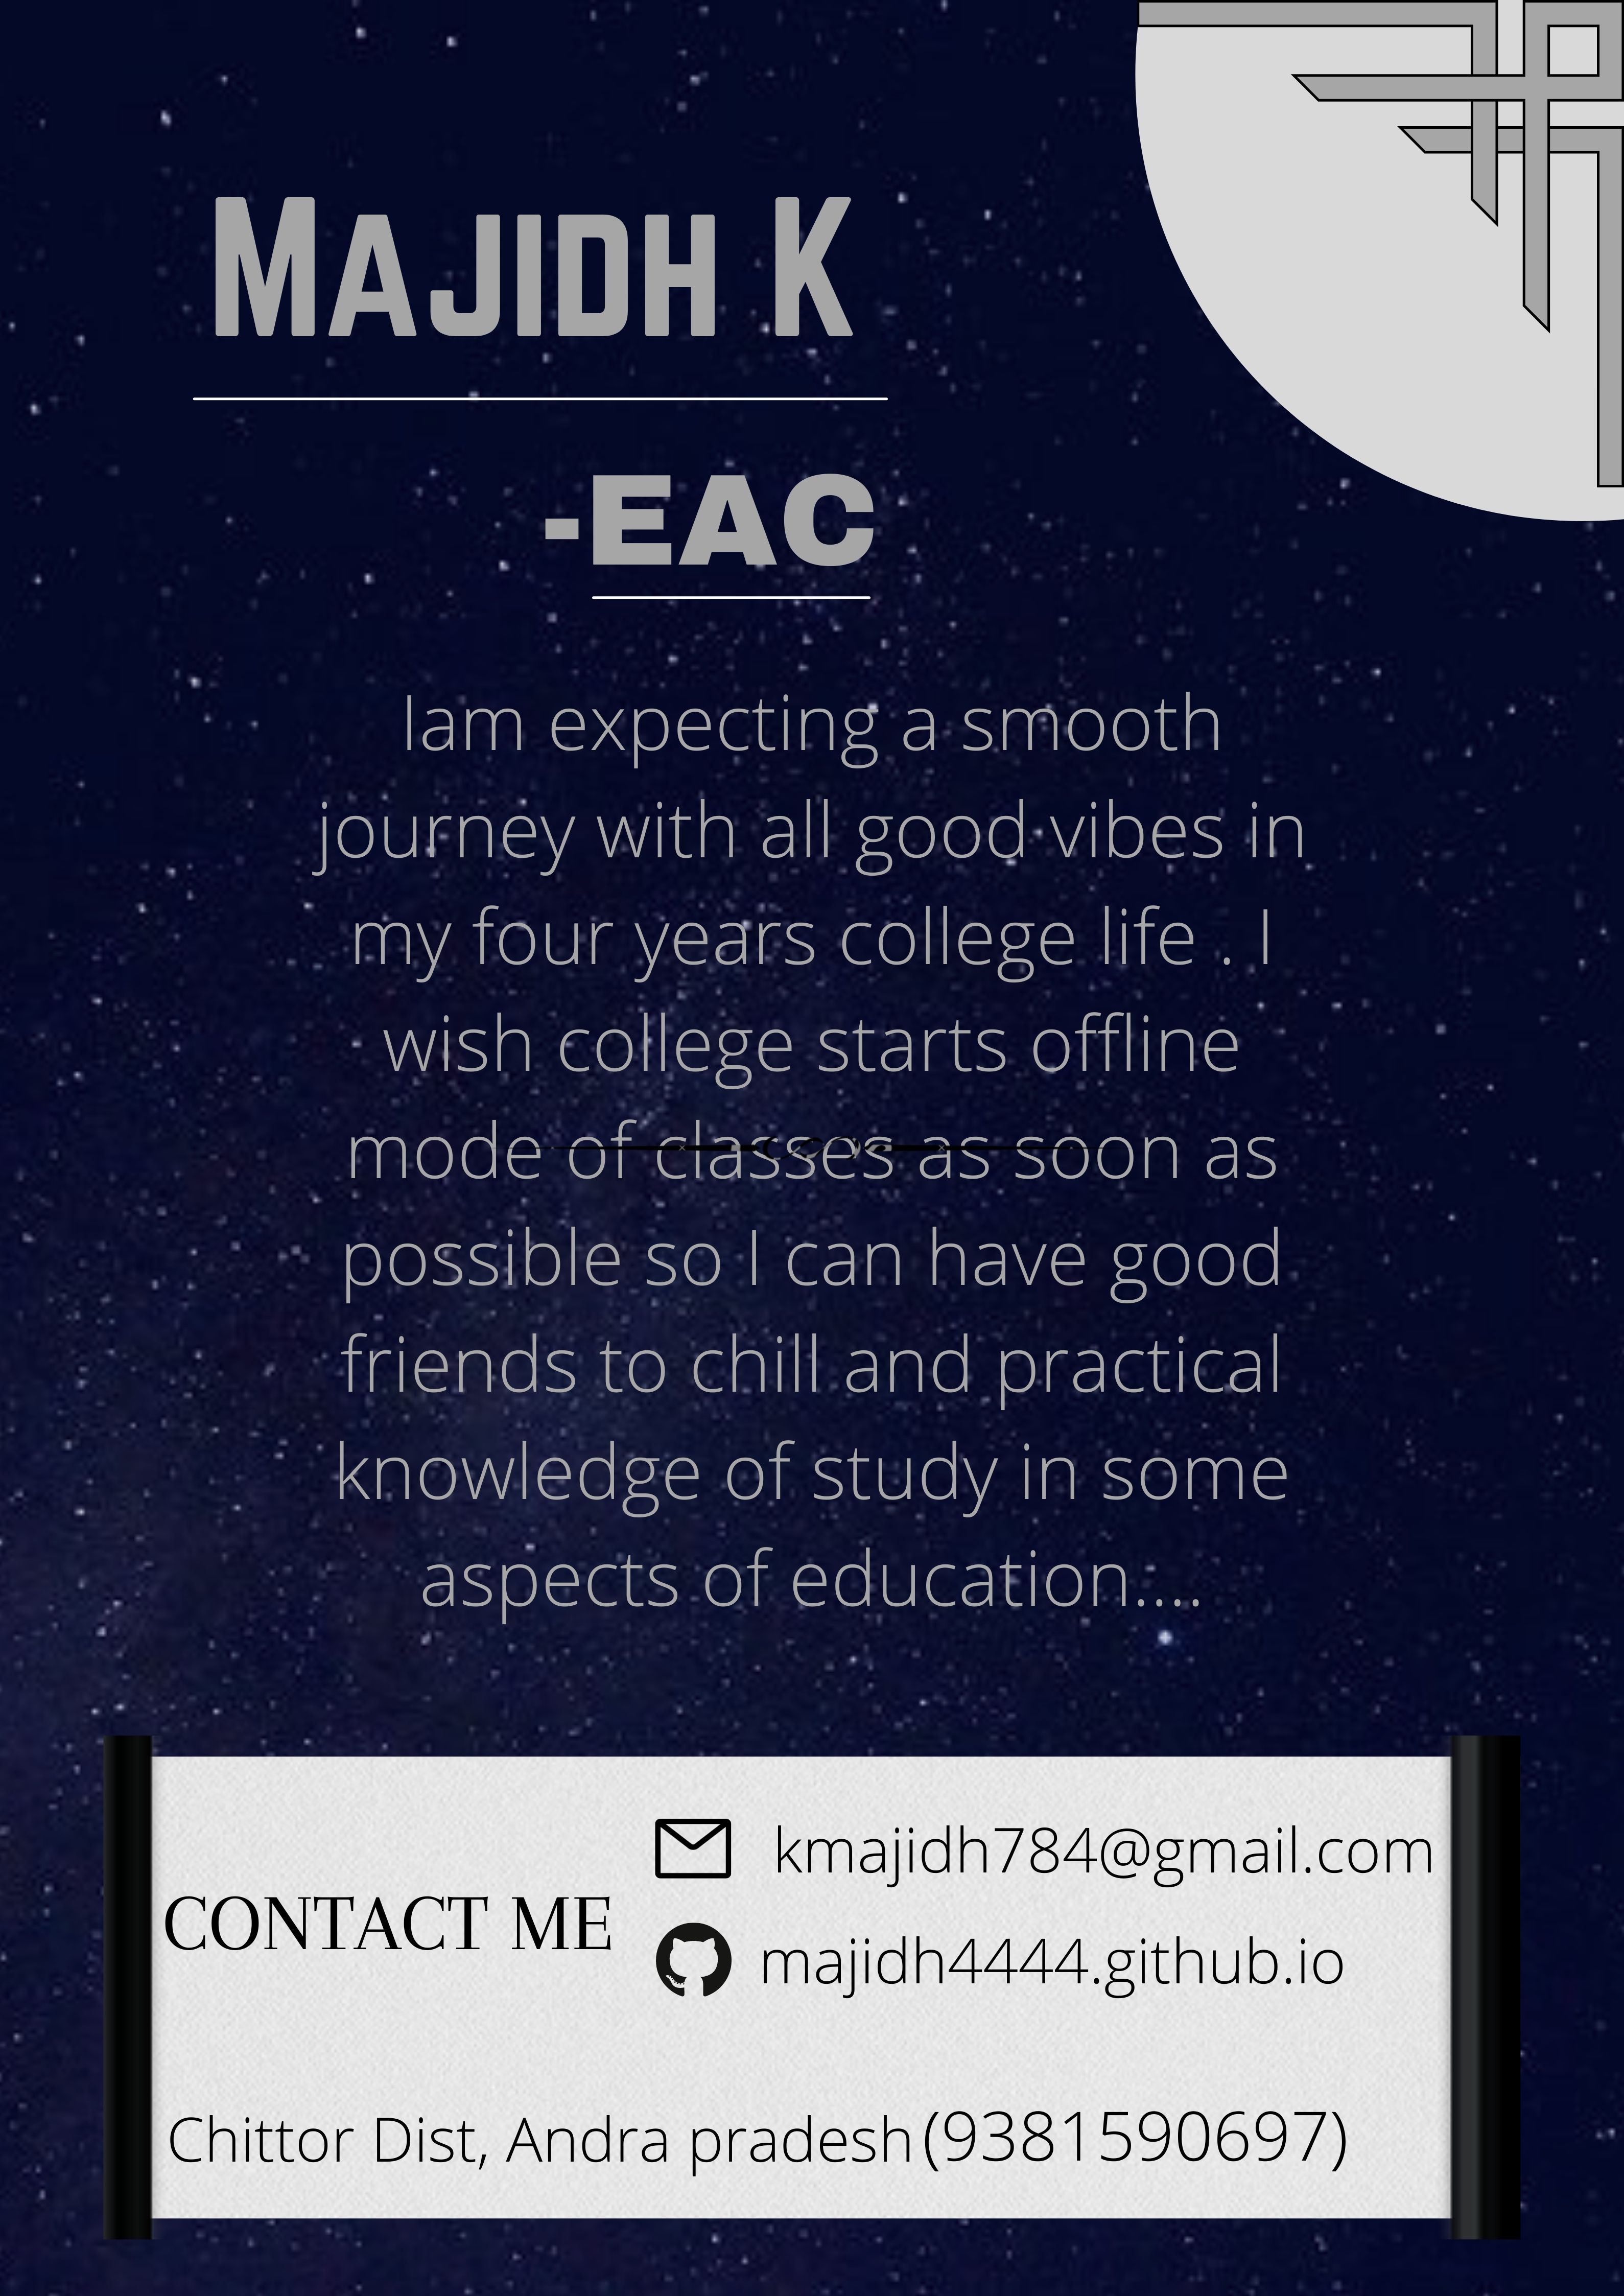 MAJIDH K
-EAC
Iam expecting a smooth
journey with all good vibes in
my four years college life . I
wish college starts offline
mode of classes as soon as
possible so I can have good
friends to chill and practical
knowledge of study in some
aspects of education....
CONTACT ME
kmajidh784@gmail.com
majidh4444.github.io
Chittor Dist, Andra pradesh (9381590697)